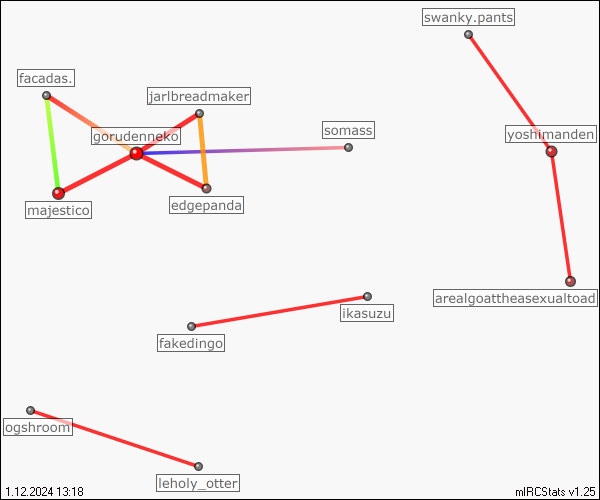 swanky.pants
facadas.
jarlbreadmaker
somass
gorudenneko
yoshimanden
majestico
edgepanda
arealgoattheasexualtoad
ikasuzu
fakedingo
ogshroom
leholy_otter
1.12.2024 13:18
mIRCStats v1.25